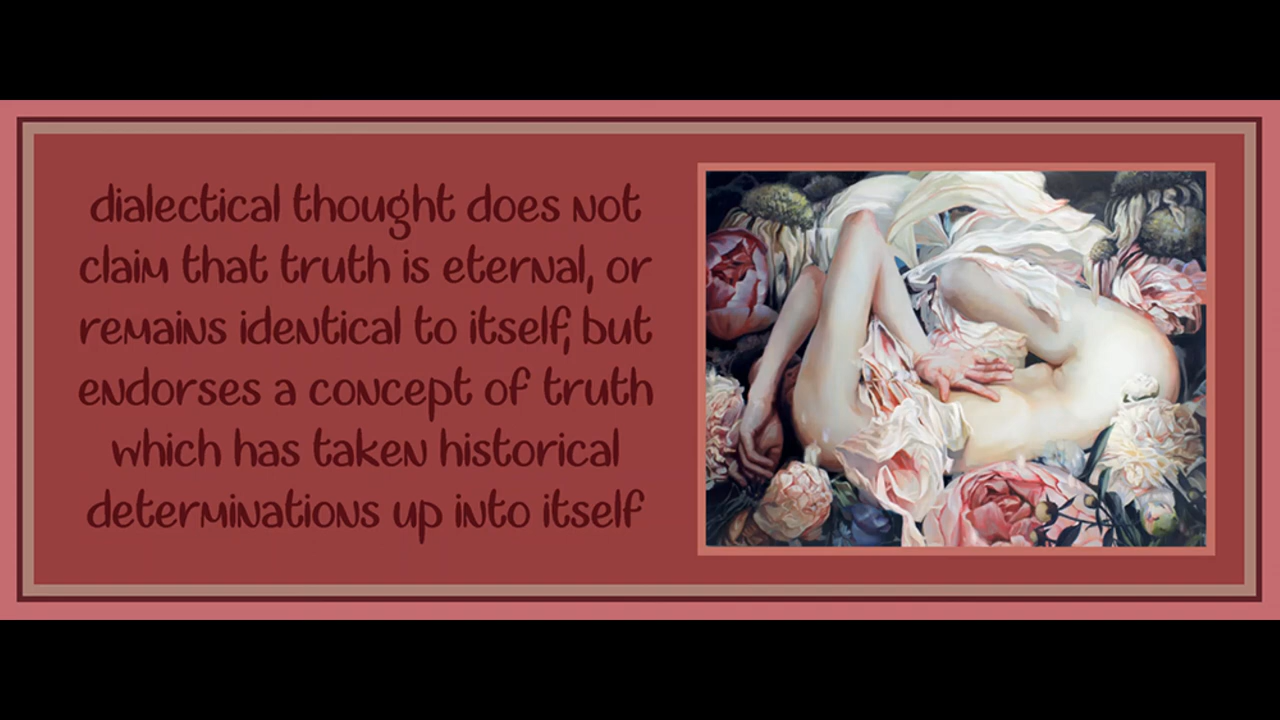 dialectical thought does not
claim that truth is eternal, or
remains identical to itself, but
endorses a concept of truth
which has taken historical
determinations up into itself